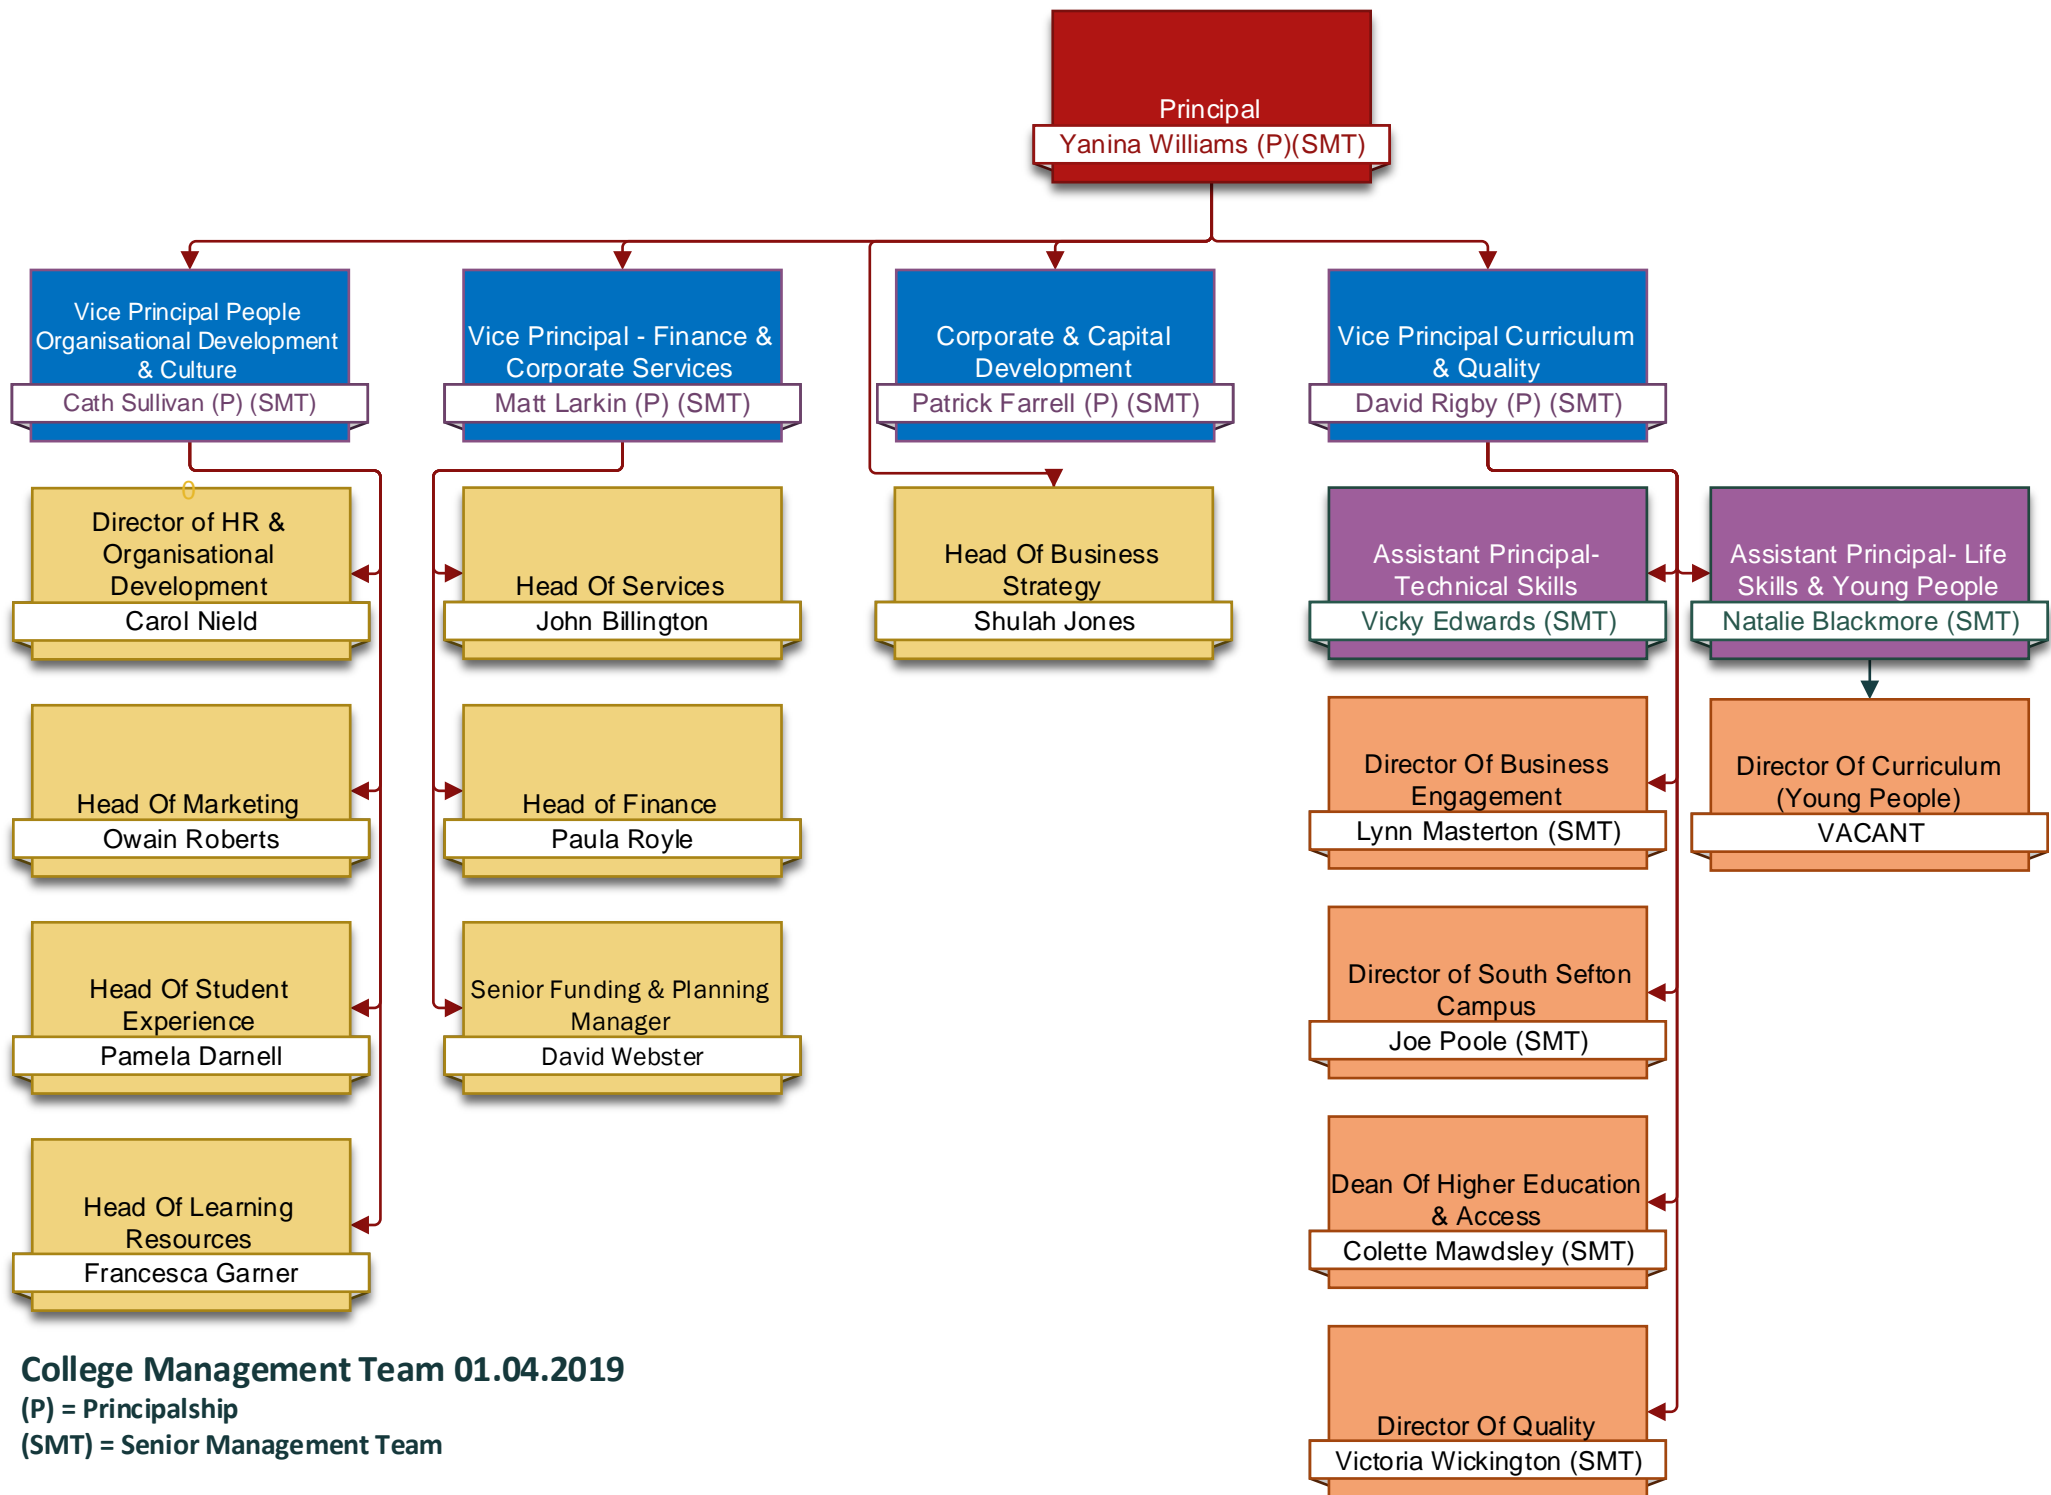 Principal
Yanina Williams (P)(SMT)
Vice Principal People
Organisational Development
& Culture
Cath Sullivan (P) (SMT)
Vice Principal - Finance &
Corporate Services
Matt Larkin (P) (SMT)
Corporate & Capital
Development
Patrick Farrell (P) (SMT)
Vice Principal Curriculum
& Quality
David Rigby (P) (SMT)
0
Director of HR &
Organisational
Development
Carol Nield
Head Of Services
John Billington
Head Of Business
Strategy
Shulah Jones
Assistant Principal-
Technical Skills
Vicky Edwards (SMT)
Assistant Principal- Life
Skills & Young People
Natalie Blackmore (SMT)
Head Of Marketing
Owain Roberts
Head of Finance
Paula Royle
Director Of Business
Engagement
Lynn Masterton (SMT)
Director Of Curriculum
(Young People)
VACANT
Head Of Student
Experience
Pamela Darnell
Senior Funding & Planning
Manager
David Webster
Director of South Sefton
Campus
Joe Poole (SMT)
Head Of Learning
Resources
Francesca Garner
Dean Of Higher Education
& Access
Colette Mawdsley (SMT)
Director Of Quality
Victoria Wickington (SMT)
College Management Team 01.04.2019
(P) = Principalship
(SMT) = Senior Management Team